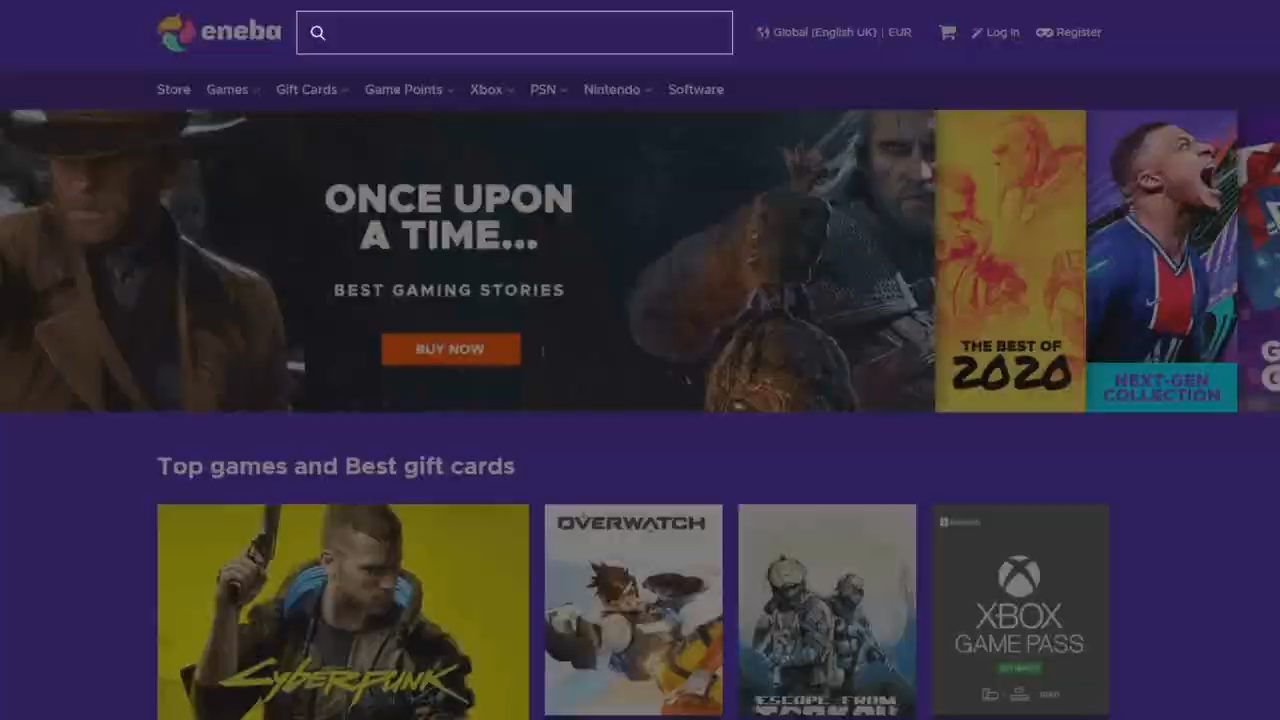 eneba
Global (English UK) | EUR
Log in
Register
Store
Games
Gift Cards
Game Points
Xbox
PSN
Nintendo
Software
ONCE UPON
A TIME...
BEST GAMING STORIES
BUY NOW
THE BEST OF
2020
NEXT-GEN
COLLECTION
G
G
Top games and Best gift cards
CYBERPUNK
OVERWATCH
ESCAPE FROM
TARKOV
XBOX
GAME PASS